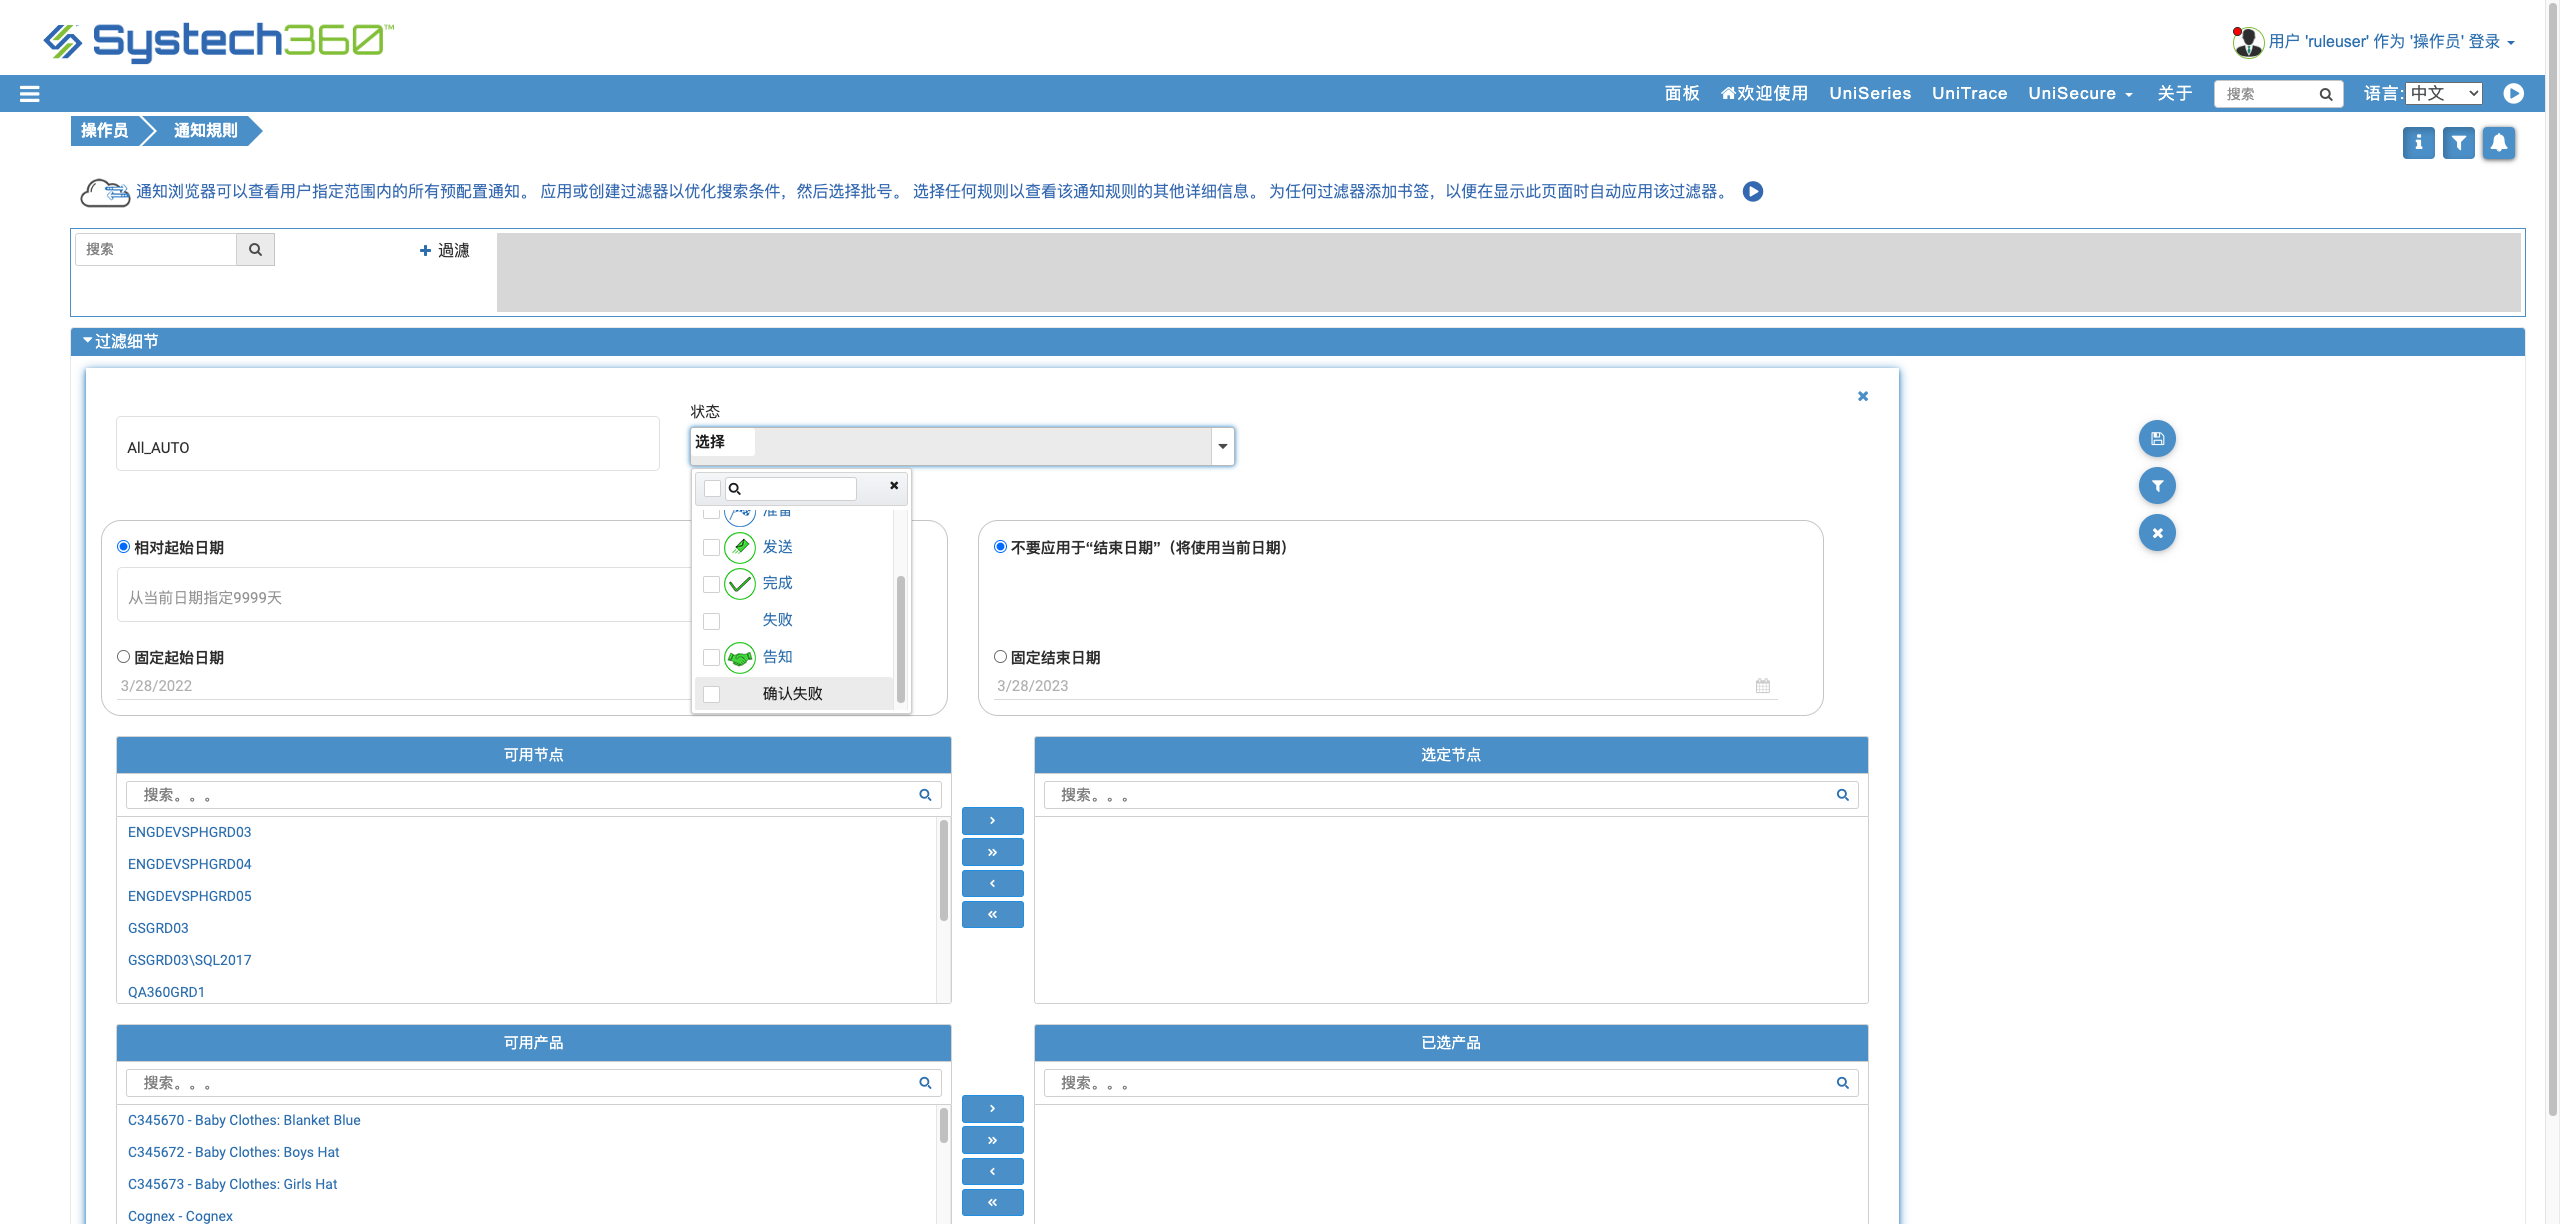 Systech360™
用户 'ruleuser' 作为 '操作员' 登录
面板 欢迎使用 UniSeries UniTrace UniSecure 关于 搜索 语言: 中文
操作员 通知規則
通知浏览器可以查看用户指定范围内的所有预配置通知。 应用或创建过滤器以优化搜索条件，然后选择批号。 选择任何规则以查看该通知规则的其他详细信息。 为任何过滤器添加书签，以便在显示此页面时自动应用该过滤器。
搜索
過濾
过滤细节
状态
All_AUTO
选择
准备
发送
完成
失败
告知
确认失败
相对起始日期
从当前日期指定9999天
固定起始日期
3/28/2022
不要应用于“结束日期”（将使用当前日期）
固定结束日期
3/28/2023
可用节点
搜索。。。
ENGDEVSPHGRD03
ENGDEVSPHGRD04
ENGDEVSPHGRD05
GSGRD03
GSGRD03\SQL2017
QA360GRD1
选定节点
搜索。。。
可用产品
搜索。。。
C345670 - Baby Clothes: Blanket Blue
C345672 - Baby Clothes: Boys Hat
C345673 - Baby Clothes: Girls Hat
Cognex - Cognex
已选产品
搜索。。。